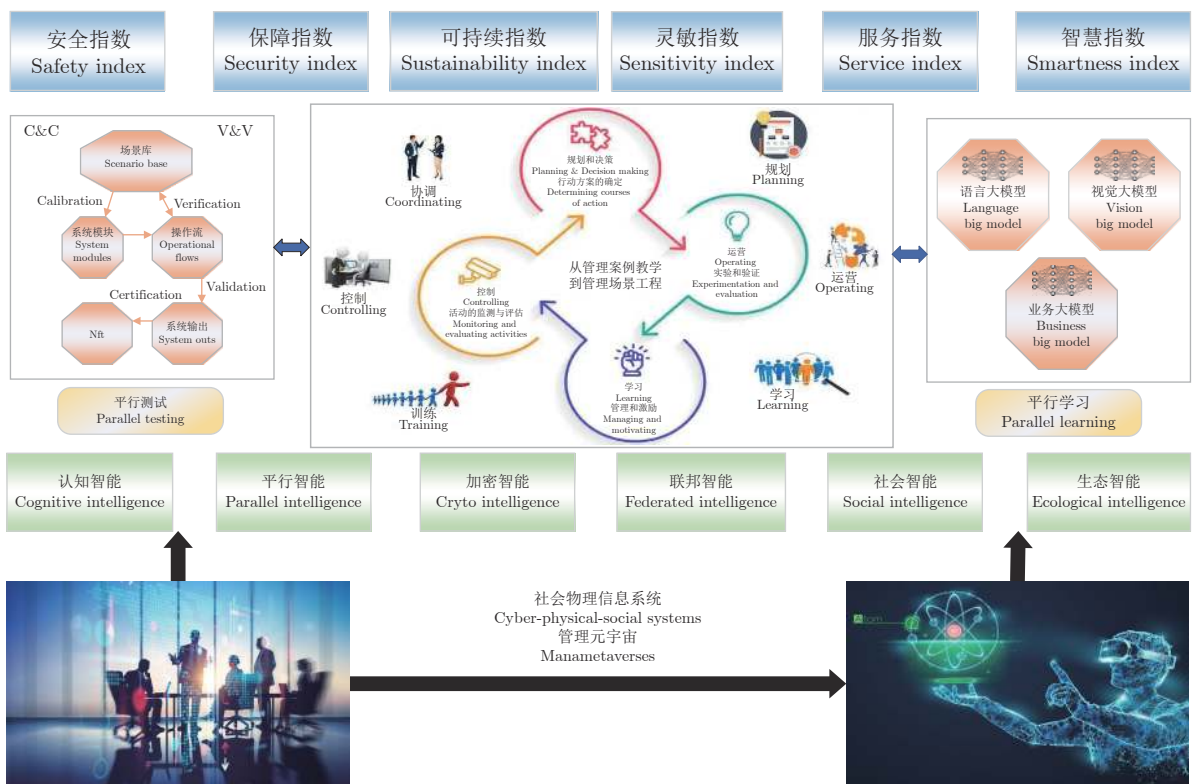 安全指数
Safety index
保障指数
Security index
可持续指数
Sustainability index
灵敏指数
Sensitivity index
服务指数
Service index
智慧指数
Smartness index
C&C
V&V
场景库
Scenario base
Calibration
Verification
系统模块
System
modules
操作流
Operational
flows
Certification
Validation
Nft
系统输出
System outs
平行测试
Parallel testing
协调
Coordinating
规划和决策
Planning & Decision making
行动方案的确定
Determining courses
of action
规划
Planning
控制
Controlling
控制
Controlling
活动的监测与评估
Monitoring and
evaluating activities
从管理案例教学
到管理场景工程
运营
Operating
实验和验证
Experimentation and
evaluation
运营
Operating
训练
Training
学习
Learning
管理和激励
Managing and
motivating
学习
Learning
语言大模型
Language
big model
视觉大模型
Vision
big model
业务大模型
Business
big model
平行学习
Parallel learning
认知智能
Cognitive intelligence
平行智能
Parallel intelligence
加密智能
Cryto intelligence
联邦智能
Federated intelligence
社会智能
Social intelligence
生态智能
Ecological intelligence
社会物理信息系统
Cyber-physical-social systems
管理元宇宙
Manametaverses
Atom